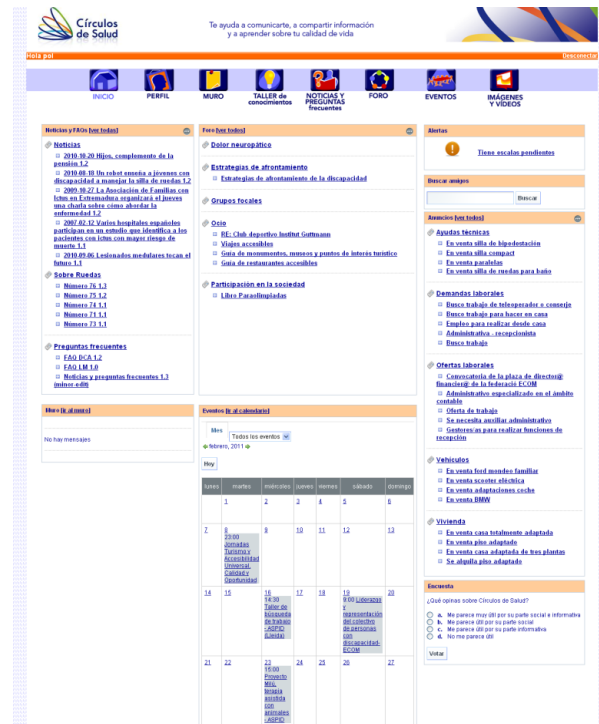 Círculos
de Salud
Te ayuda a comunicarte, a compartir información
y a aprender sobre tu calidad de vida
Hola pol
Desconectar
INICIO
PERFIL
MURO
TALLER de
conocimientos
NOTICIAS Y
PREGUNTAS
frecuentes
FORO
EVENTOS
IMÁGENES
Y VÍDEOS
Noticias y FAQs [ver todas]
Noticias
2010-10-20 Hijos, complemento de la
pensión 1.2
2010-08-18 Un robot enseña a jóvenes con
discapacidad a manejar la silla de ruedas 1.2
2009-10-27 La Asociación de Familias con
Ictus en Extremadura organizará el jueves
una charla sobre cómo abordar la
enfermedad 1.2
2007-02-12 Varios hospitales españoles
participan en un estudio que identifica a los
pacientes con ictus con mayor riesgo de
muerte 1.1
2010-09-06 Lesionados medulares tocan el
futuro 1.1
Sobre Ruedas
Número 76 1.3
Número 75 1.2
Número 74 1.1
Número 71 1.1
Número 73 1.1
Preguntas frecuentes
FAQ DCA 1.2
FAQ LM 1.0
Noticias y preguntas frecuentes 1.3
(minor edit)
Foro [ver todos]
Dolor neuropático
Estrategias de afrontamiento
Estrategias de afrontamiento de la discapacidad
Grupos focales
Ocio
RE: Club deportivo Institut Guttmann
Viajes accesibles
Guía de monumentos, museos y puntos de interés turístico
Guía de restaurantes accesibles
Participación en la sociedad
Libro Paraolimpiadas
Alertas
Tiene escalas pendientes
Buscar amigos
Buscar
Anuncios [ver todos]
Ayudas técnicas
En venta silla de bipedestación
En venta silla compact
En venta paralelas
En venta silla de ruedas para baño
Demandas laborales
Busco trabajo de teleoperador o conserje
Busco trabajo para hacer en casa
Empleo para realizar desde casa
Administrativa - recepcionista
Busco trabajo
Ofertas laborales
Convocatoria de la plaza de director@
financier@ de la federació ECOM
Administrativo especializado en el ámbito
contable
Oferta de trabajo
Se necesita auxiliar administrativo
Gestores/as para realizar funciones de
recepción
Vehículos
En venta ford mondeo familiar
En venta scooter eléctrica
En venta adaptaciones coche
En venta BMW
Vivienda
En venta casa totalmente adaptada
En venta piso adaptado
En venta casa adaptada de tres plantas
Se alquila piso adaptado
Muro [ir al muro]
No hay mensajes
Eventos [ir al calendario]
Mes
Todos los eventos
febrero, 2011
Hoy
lunes martes miércoles jueves viernes sábado domingo
1 2 3 4 5 6
7 8 9 10 11 12 13
23:00
Jornadas
Turisme y
Accesibilidad
Universal,
Calidad y
Oportunidad
14 15 16 17 18 19 20
14:30
Taller de
búsqueda
de trabajo
- ASPID
(Lleida)
9:00 Liderazgo
y
representación
del colectivo
de personas
con
discapacidad-
ECOM
21 22 23 24 25 26 27
15:00
Proyecto
Milú,
terapia
asistida
con
animales
- ASPID
Encuesta
¿Qué opinas sobre Círculos de Salud?
a. Me parece muy útil por su parte social e informativa
b. Me parece útil por su parte social
c. Me parece útil por su parte informativa
d. No me parece útil
Votar